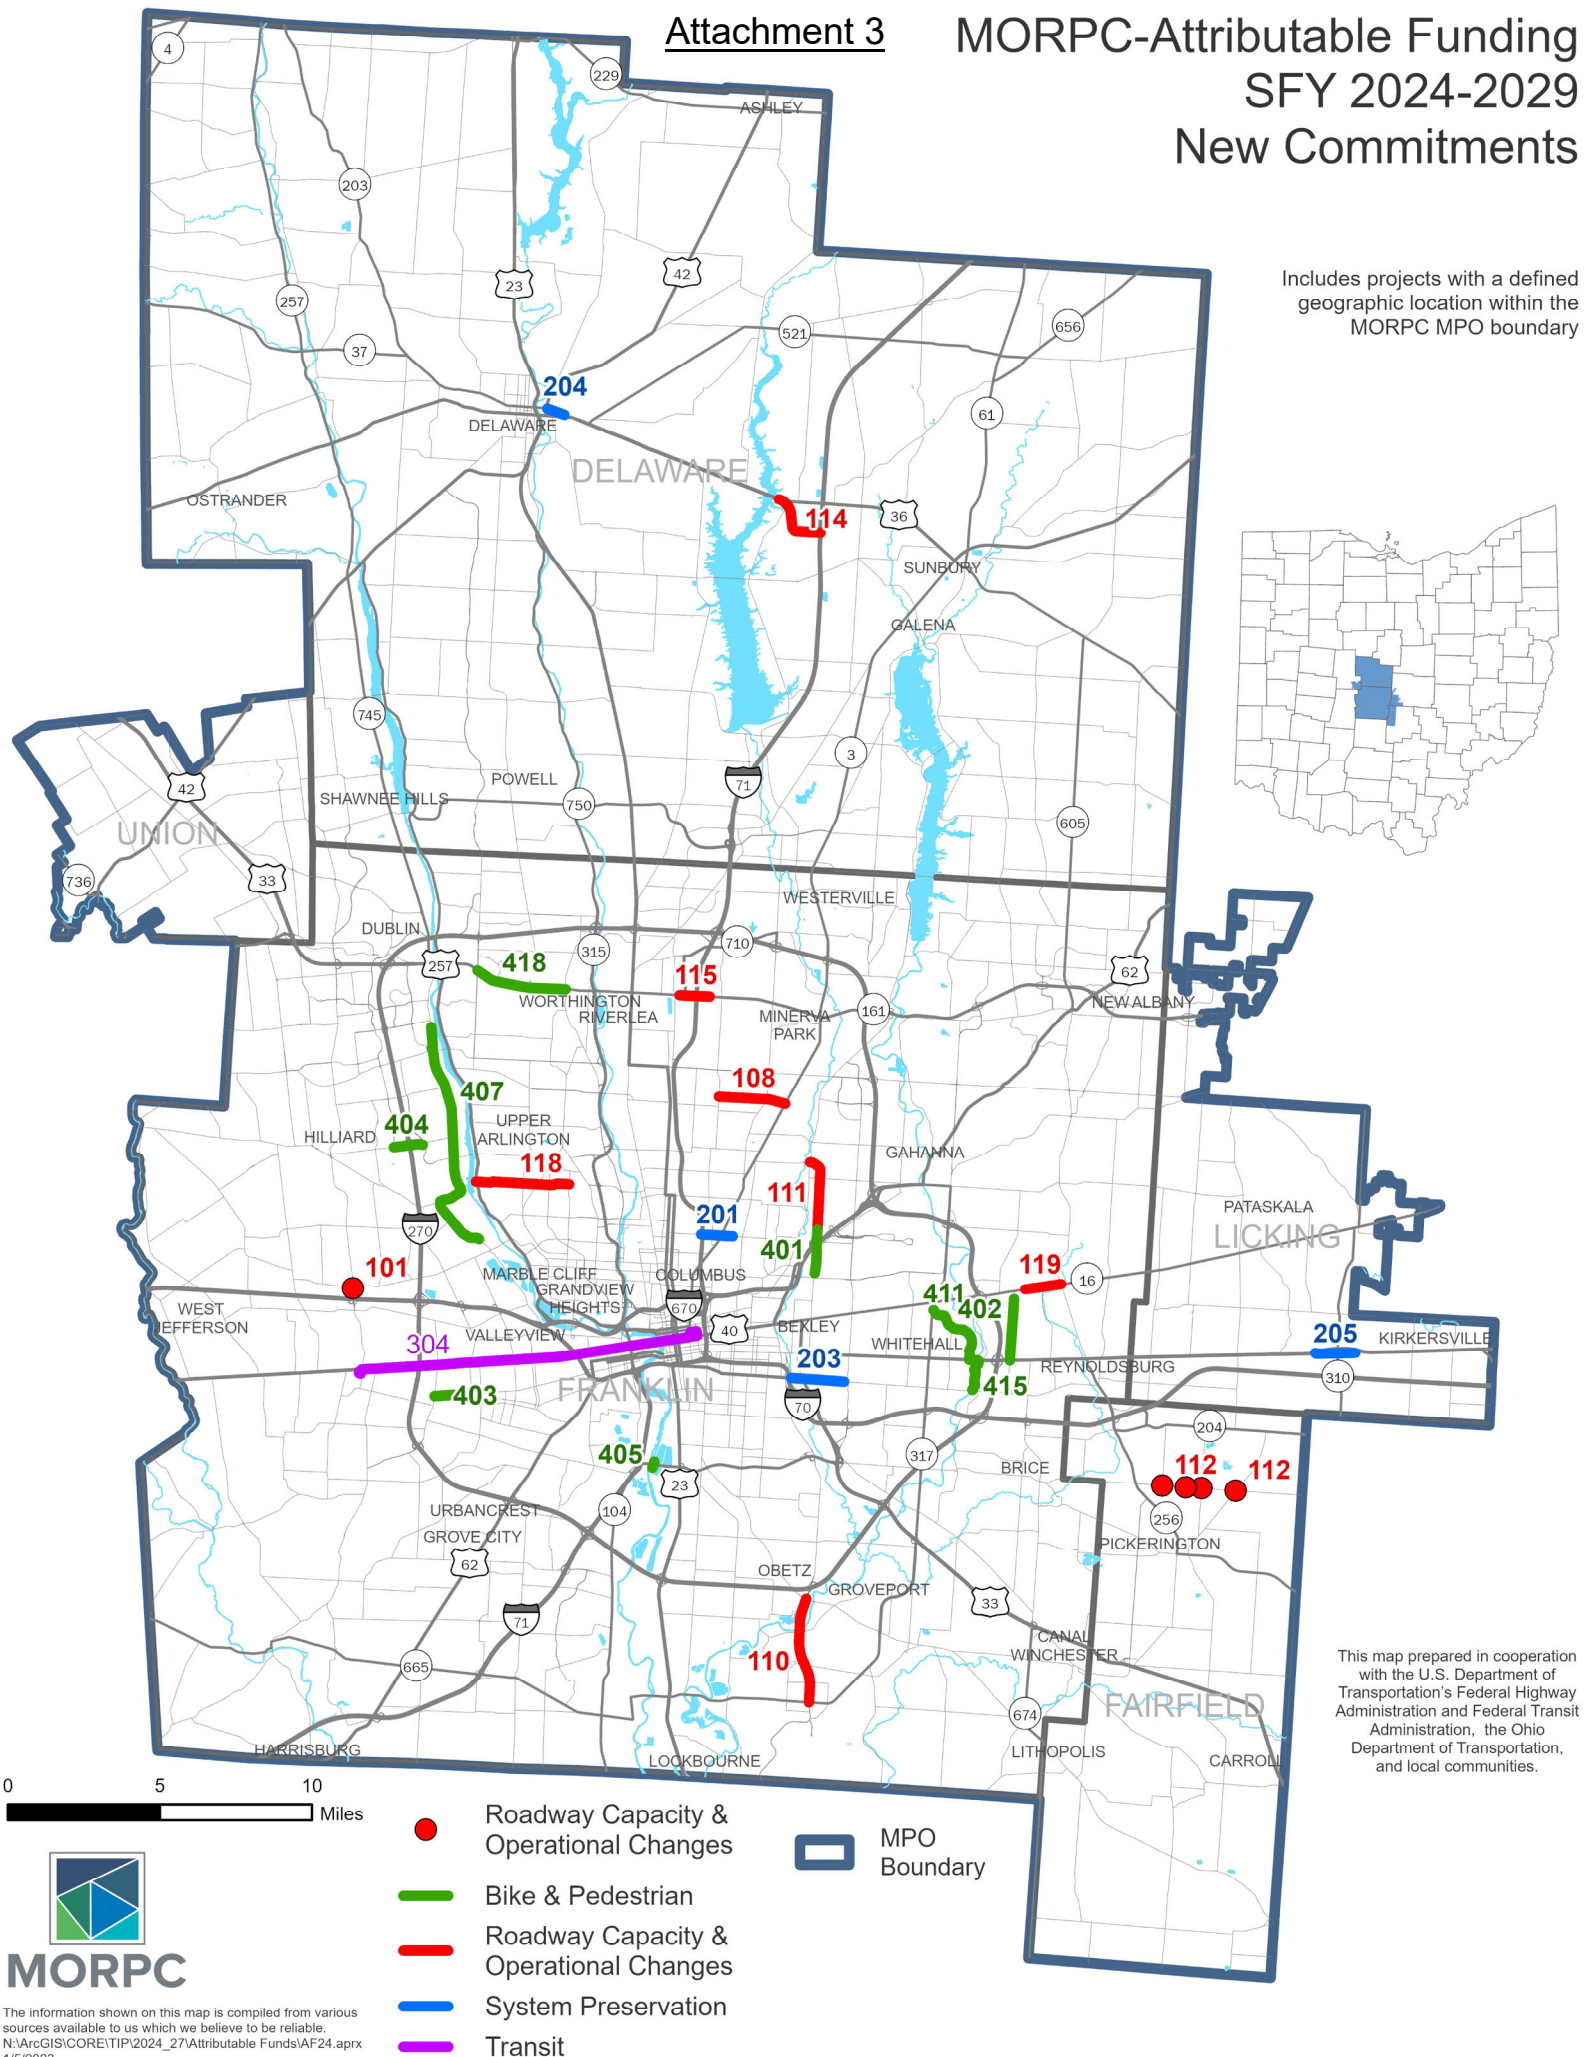 Attachment 3
MORPC-Attributable Funding
SFY 2024-2029
New Commitments
Includes projects with a defined
geographic location within the
MORPC MPO boundary
4
229
ASHLEY
203
23
42
257
521
656
37
204
61
DELAWARE
DELAWARE
OSTRANDER
114
36
SUNBURY
GALENA
745
3
71
POWELL
42
SHAWNEE HILLS
750
605
UNION
736
33
WESTERVILLE
DUBLIN
710
257
418
315
115
62
WORTHINGTON
NEW ALBANY
RIVERLEA
MINERVA
PARK
161
108
407
404
UPPER
ARLINGTON
HILLIARD
GAHANNA
118
111
PATASKALA
201
LICKING
270
401
101
MARBLE CLIFF
COLUMBUS
119
16
GRANDVIEW
HEIGHTS
411
402
WEST
JEFFERSON
670
40
BEXLEY
VALLEYVIEW
304
WHITEHALL
205
KIRKERSVILLE
203
REYNOLDSBURG
310
FRANKLIN
403
415
70
204
405
317
BRICE
112
112
23
URBANCREST
104
256
GROVE CITY
PICKERINGTON
62
OBETZ
GROVEPORT
71
33
CANAL
WINCHESTER
110
665
FAIRFIELD
674
HARRISBURG
LOCKBOURNE
LITHOPOLIS
CARROLL
This map prepared in cooperation
with the U.S. Department of
Transportation's Federal Highway
Administration and Federal Transit
Administration, the Ohio
Department of Transportation,
and local communities.
0 5 10
Miles
Roadway Capacity &
Operational Changes
MPO
Boundary
Bike & Pedestrian
Roadway Capacity &
Operational Changes
System Preservation
Transit
MORPC
The information shown on this map is compiled from various
sources available to us which we believe to be reliable.
N:\ArcGIS\CORE\TIP\2024_27\Attributable Funds\AF24.aprx